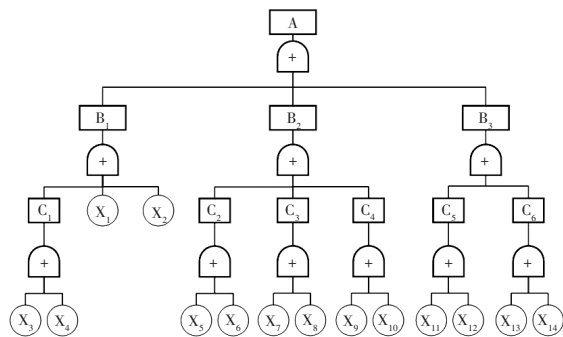 A
+
B₁ B₂ B₃
+ + +
C₁ X₁ X₂ C₂ C₃ C₄ C₅ C₆
+ + + + + +
X₃ X₄ X₅ X₆ X₇ X₈ X₉ X₁₀ X₁₁ X₁₂ X₁₃ X₁₄